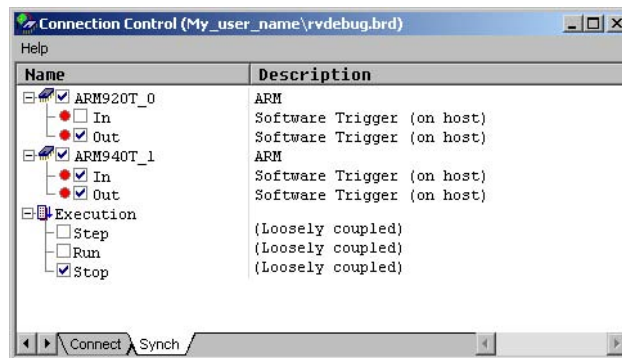 Connection Control (My_user_name\rvdebug.brd)
Help
Name Description
ARM920T_0 ARM
In Software Trigger (on host)
Out Software Trigger (on host)
ARM940T_1 ARM
In Software Trigger (on host)
Out Software Trigger (on host)
Execution
Step (Loosely coupled)
Run (Loosely coupled)
Stop (Loosely coupled)
Connect Synch